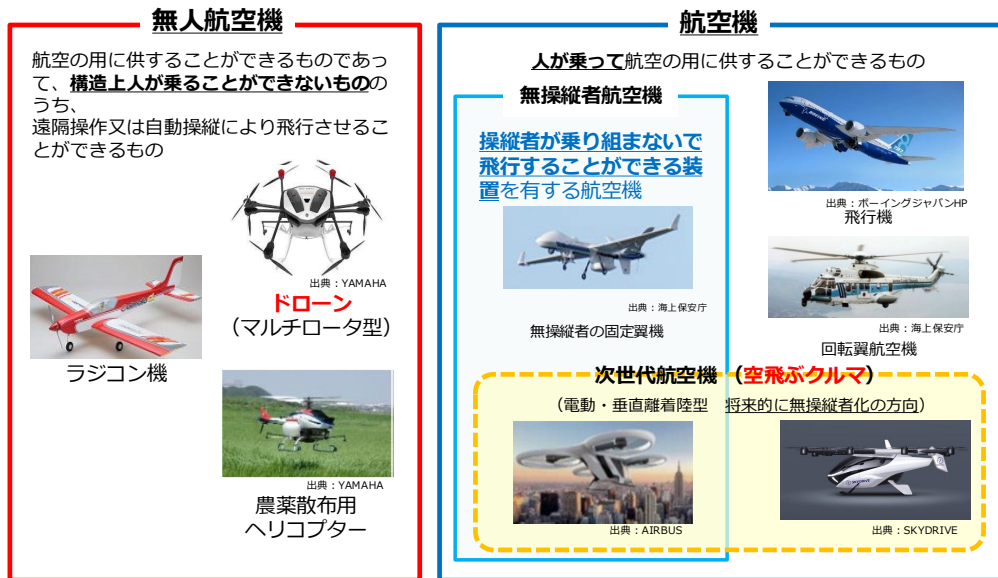 無人航空機
航空の用に供することができるものであっ
て、構造上人が乗ることができないものの
うち、
遠隔操作又は自動操縦により飛行させるこ
とができるもの
出典：YAMAHA
ドローン
（マルチロータ型）
ラジコン機
出典：YAMAHA
農薬散布用
ヘリコプター
航空機
人が乗って航空の用に供することができるもの
無操縦者航空機
操縦者が乗り組まないで
飛行することができる装
置を有する航空機
出典：海上保安庁
無操縦者の固定翼機
出典：ボーイングジャパンHP
飛行機
出典：海上保安庁
回転翼航空機
次世代航空機（空飛ぶクルマ）
（電動・垂直離着陸型　将来的に無操縦者化の方向）
出典：AIRBUS
出典：SKYDRIVE